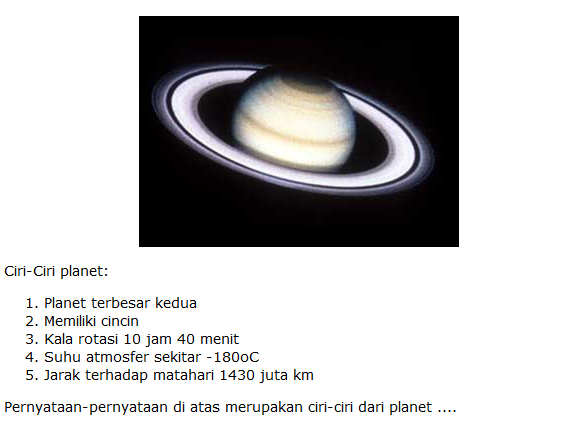 Ciri-Ciri planet:
1. Planet terbesar kedua
2. Memiliki cincin
3. Kala rotasi 10 jam 40 menit
4. Suhu atmosfer sekitar -180oC
5. Jarak terhadap matahari 1430 juta km
Pernyataan-pernyataan di atas merupakan ciri-ciri dari planet ....